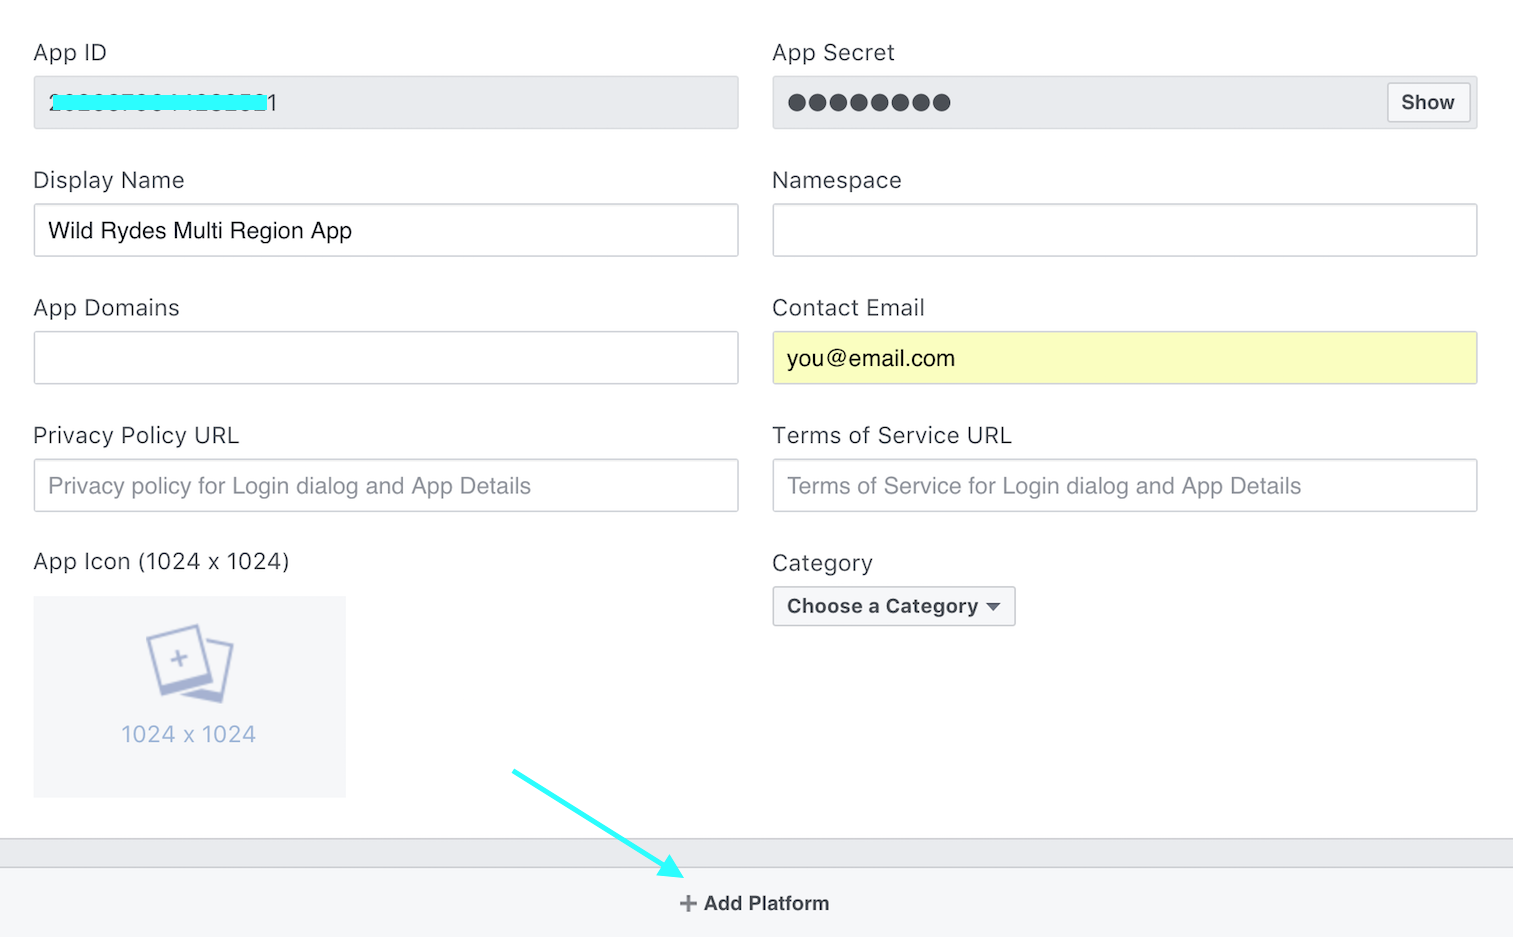 App ID
App Secret
Show
Display Name
Namespace
Wild Rydes Multi Region App
App Domains
Contact Email
you@email.com
Privacy Policy URL
Terms of Service URL
Privacy policy for Login dialog and App Details
Terms of Service for Login dialog and App Details
App Icon (1024 x 1024)
Category
Choose a Category
1024 x 1024
+ Add Platform